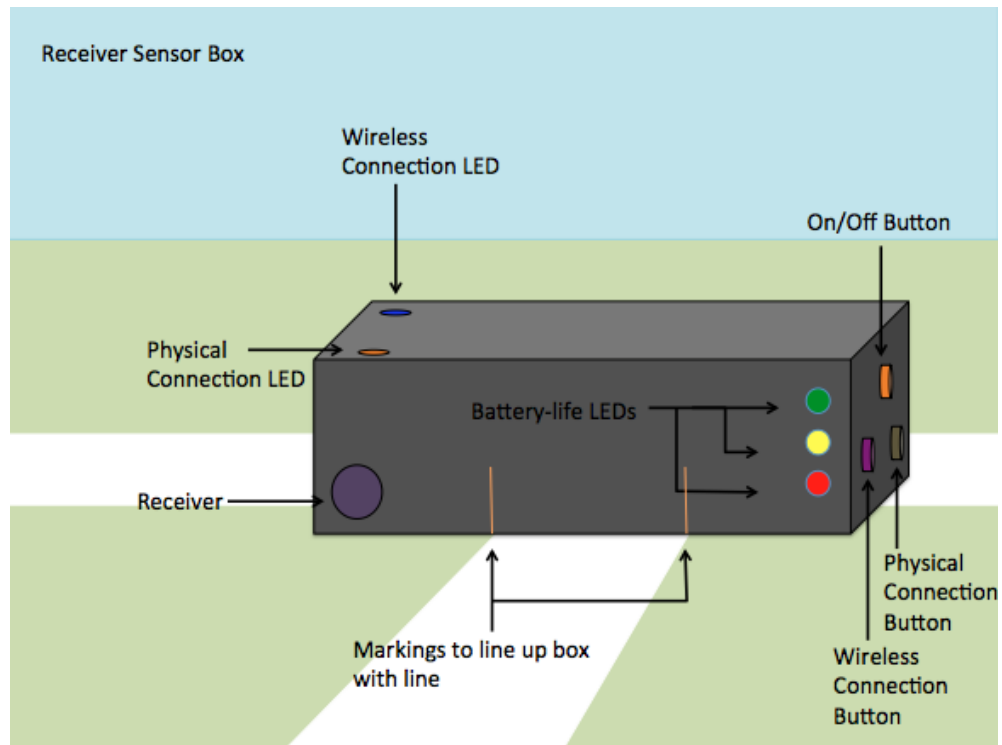 Receiver Sensor Box
Wireless
Connection LED
On/Off Button
Physical
Connection LED
Battery-life LEDs
Receiver
Physical
Connection
Button
Markings to line up box
with line
Wireless
Connection
Button